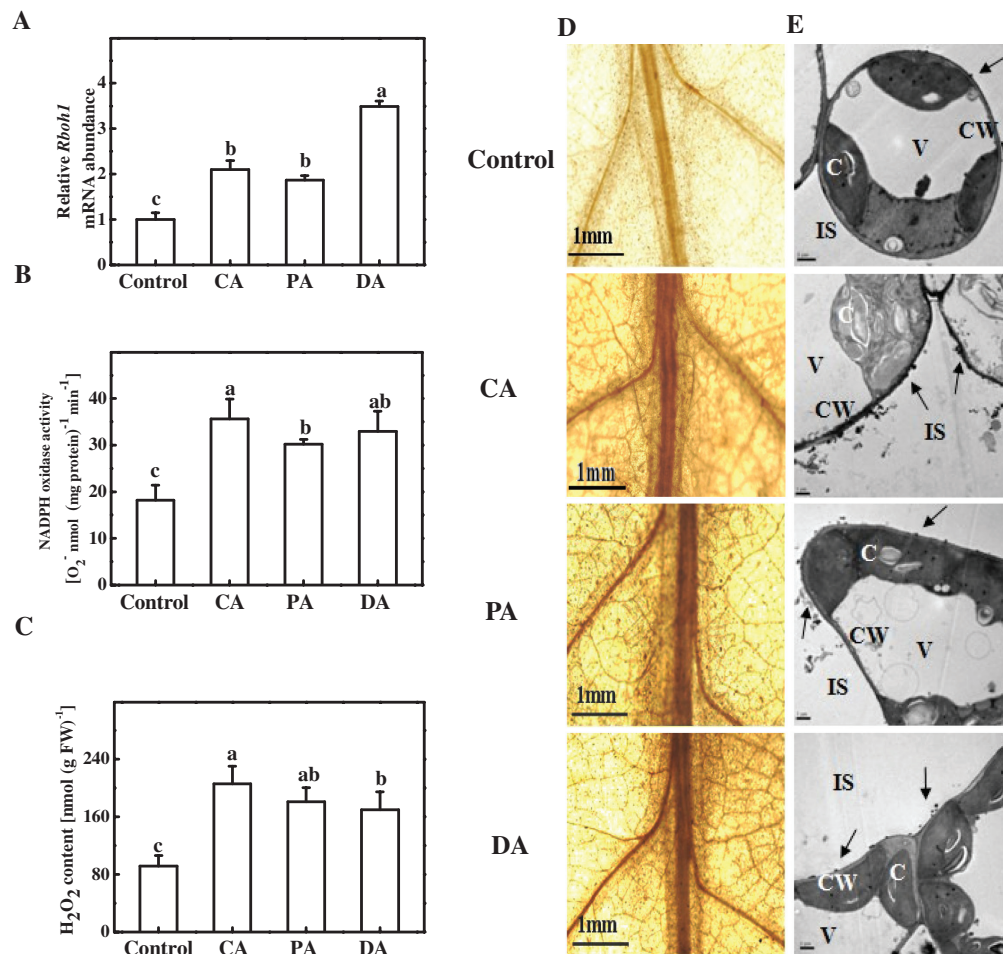 A
Relative Rboh1
mRNA abundance
4
3
2
1
0
c
b
b
a
Control CA PA DA
B
NADPH oxidase activity
[O₂⁻ nmol (mg protein)⁻¹ min⁻¹]
40
30
20
10
0
c
a
b
ab
Control CA PA DA
C
H₂O₂ content [nmol (g FW)⁻¹]
240
160
80
0
c
a
ab
b
Control CA PA DA
D
Control
1mm
CA
1mm
PA
1mm
DA
1mm
E
V
CW
C
IS
C
V
CW
IS
C
CW
V
IS
IS
CW
C
V